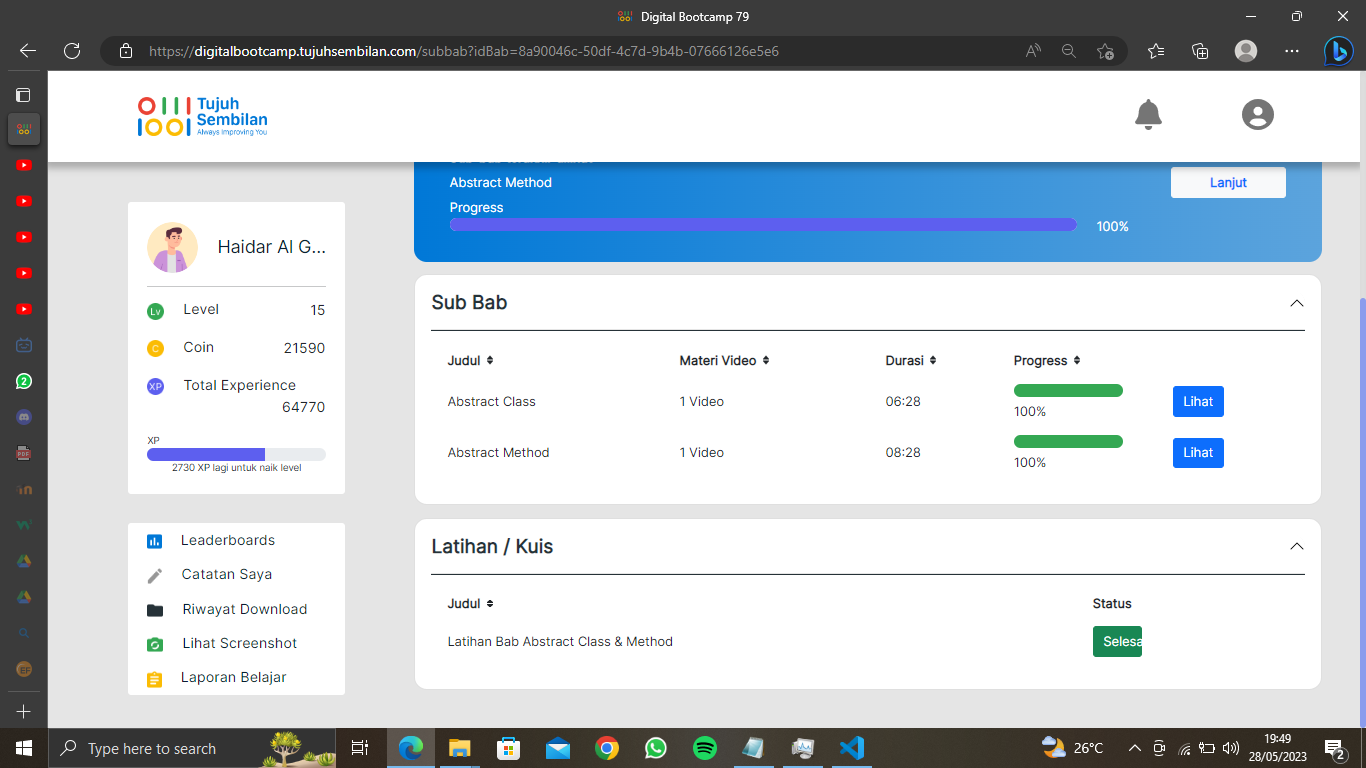 Digital Bootcamp 79
https://digitalbootcamp.tujuhsembilan.com/subbab?idBab=8a90046c-50df-4c7d-9b4b-07666126e5e6
Tujuh
Sembilan
Always Improving You
Abstract Method
Lanjut
Progress
100%
Haidar Al G...
Lv Level 15
C Coin 21590
XP Total Experience
64770
XP
2730 XP lagi untuk naik level
Leaderboards
Catatan Saya
Riwayat Download
Lihat Screenshot
Laporan Belajar
Sub Bab
Judul Materi Video Durasi Progress
Abstract Class 1 Video 06:28 100% Lihat
Abstract Method 1 Video 08:28 100% Lihat
Latihan / Kuis
Judul Status
Latihan Bab Abstract Class & Method Selesa
Type here to search
26°C
19:49
28/05/2023
2